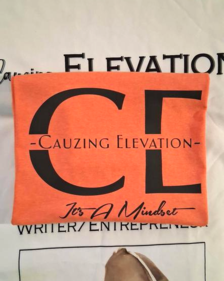 ELEVATION
CE
-CAUZING ELEVATION-
It's A Mindset
WRITER/ENTREPRENEUR